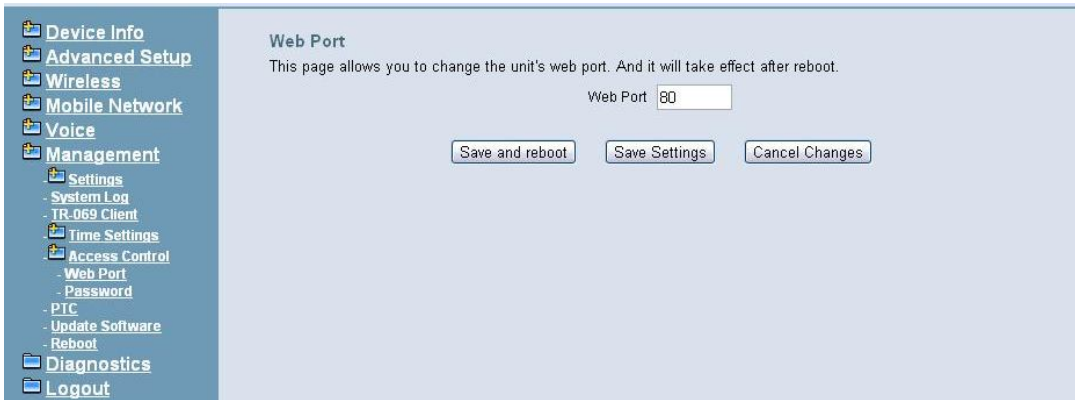 Device Info
Advanced Setup
Wireless
Mobile Network
Voice
Management
Settings
- System Log
- TR-069 Client
Time Settings
Access Control
- Web Port
- Password
- PTC
- Update Software
- Reboot
Diagnostics
Logout
Web Port
This page allows you to change the unit's web port. And it will take effect after reboot.
Web Port 80
Save and reboot Save Settings Cancel Changes